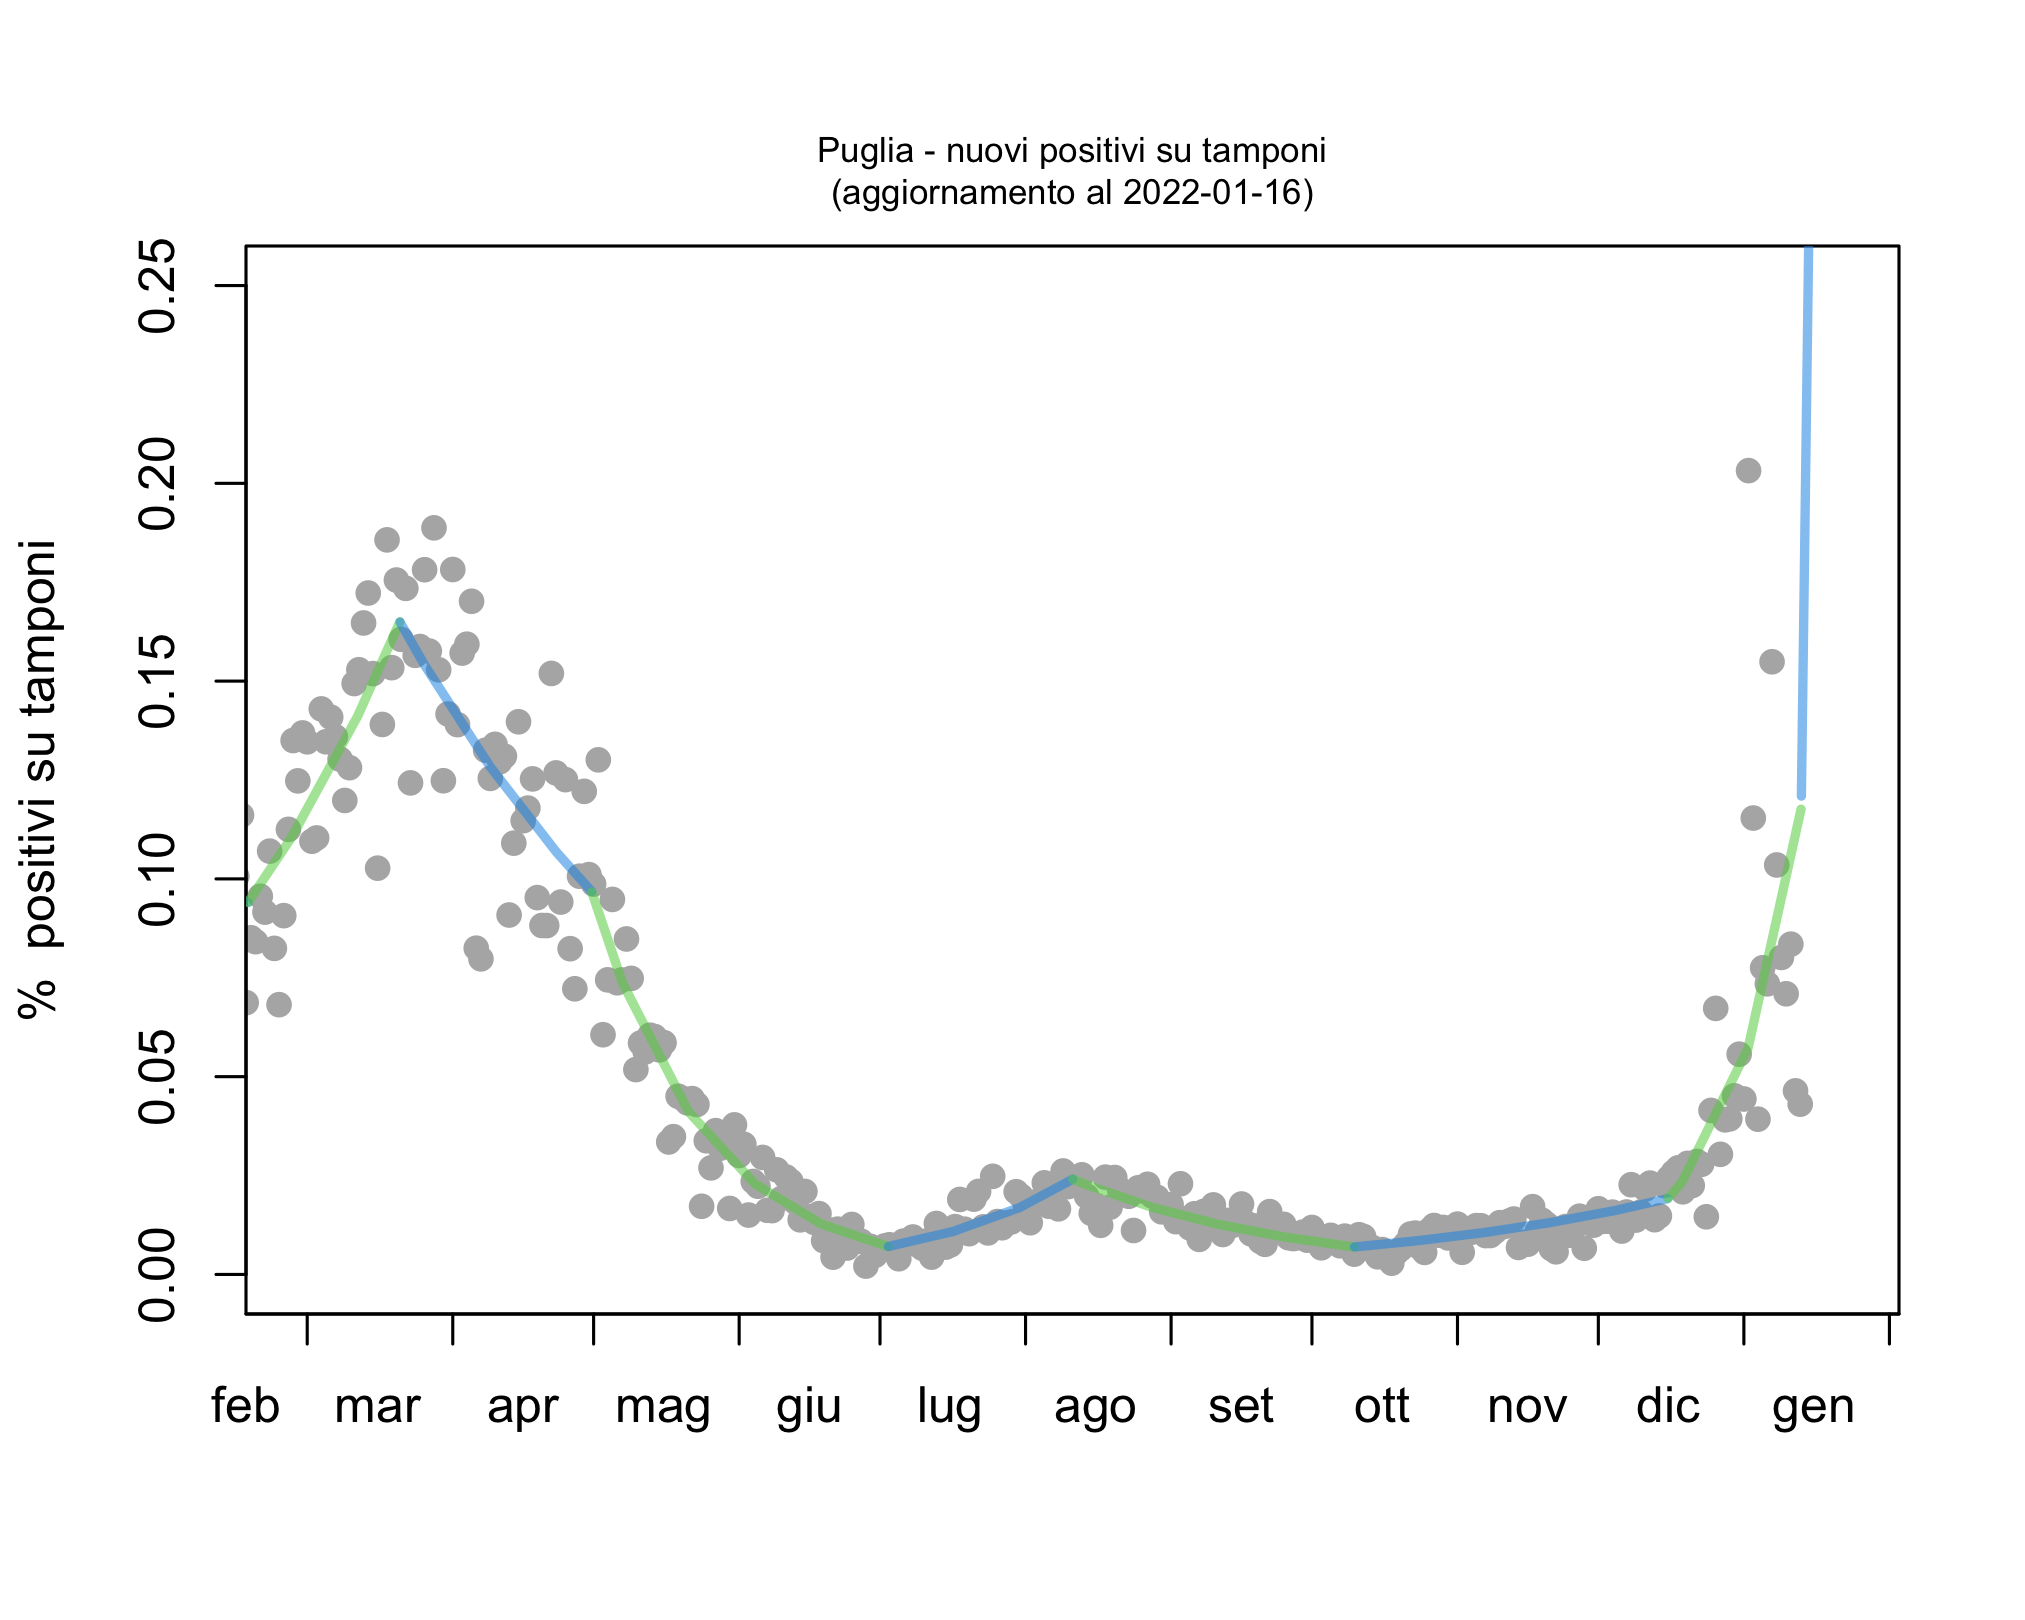 Puglia - nuovi positivi su tamponi
(aggiornamento al 2022-01-16)
% positivi su tamponi
0.25
0.20
0.15
0.10
0.05
0.00
feb mar apr mag giu lug ago set ott nov dic gen